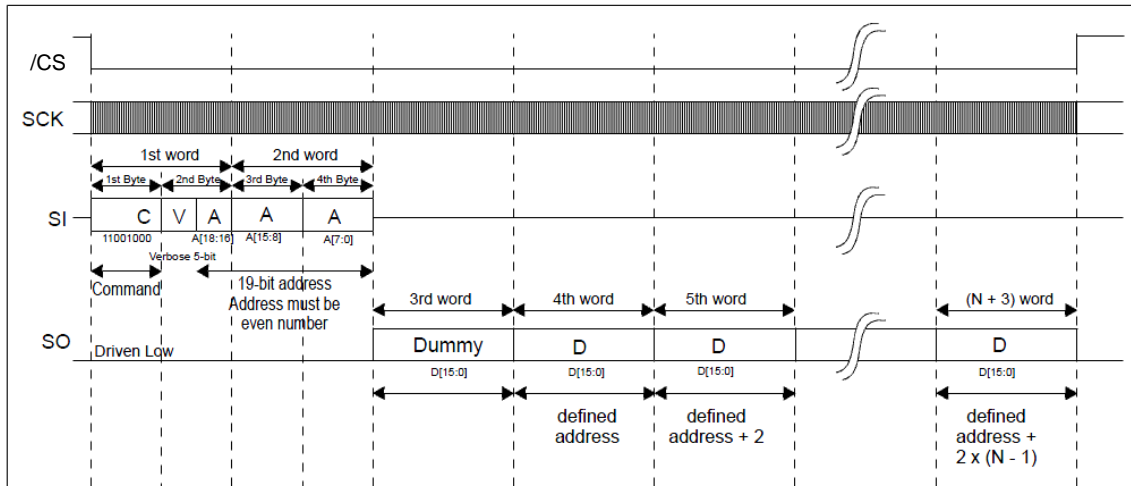 /CS
SCK
1st word 2nd word
1st Byte 2nd Byte 3rd Byte 4th Byte
SI C V A A A
11001000 A[18:16] A[15:8] A[7:0]
Verbose 5-bit
Command
19-bit address
Address must be
even number
3rd word 4th word 5th word (N + 3) word
SO Driven Low Dummy D D D
D[15:0] D[15:0] D[15:0] D[15:0]
defined
address
defined
address + 2
defined
address +
2 x (N - 1)